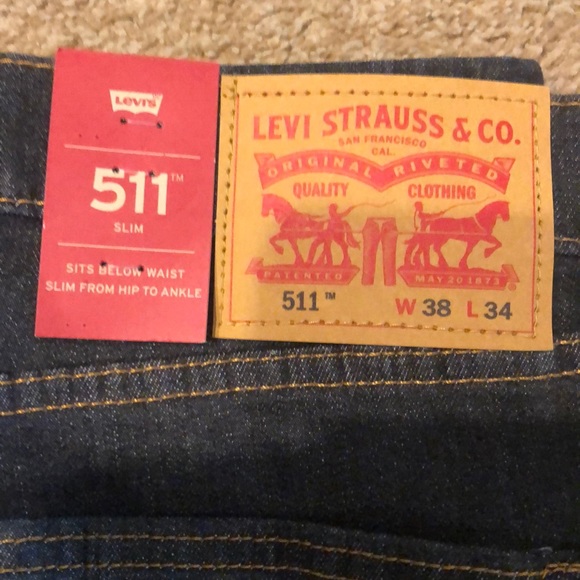 LEVI'S
511™
SLIM
SITS BELOW WAIST
SLIM FROM HIP TO ANKLE
LEVI STRAUSS & CO.
SAN FRANCISCO
CAL.
ORIGINAL RIVETED
QUALITY CLOTHING
PATENTED MAY 20 1873
511™ W 38 L 34